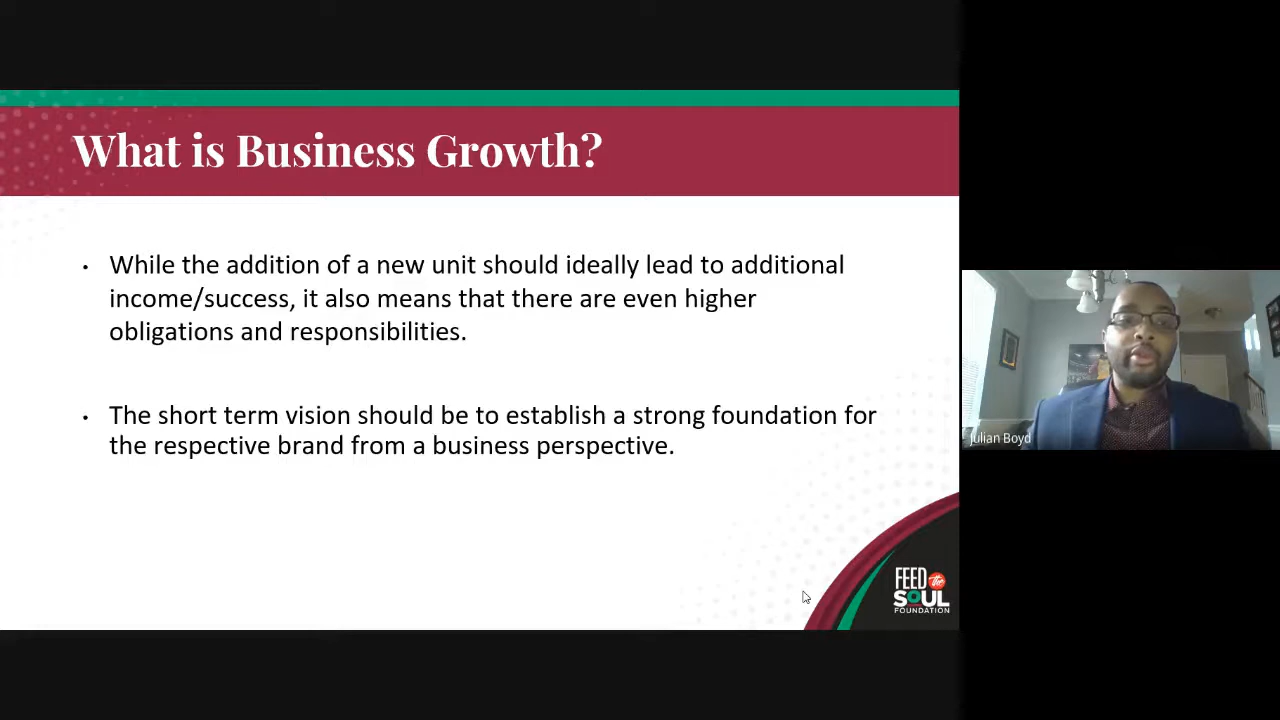 What is Business Growth?
• While the addition of a new unit should ideally lead to additional
income/success, it also means that there are even higher
obligations and responsibilities.
• The short term vision should be to establish a strong foundation for
the respective brand from a business perspective.
Julian Boyd
FEED the
SOUL
FOUNDATION